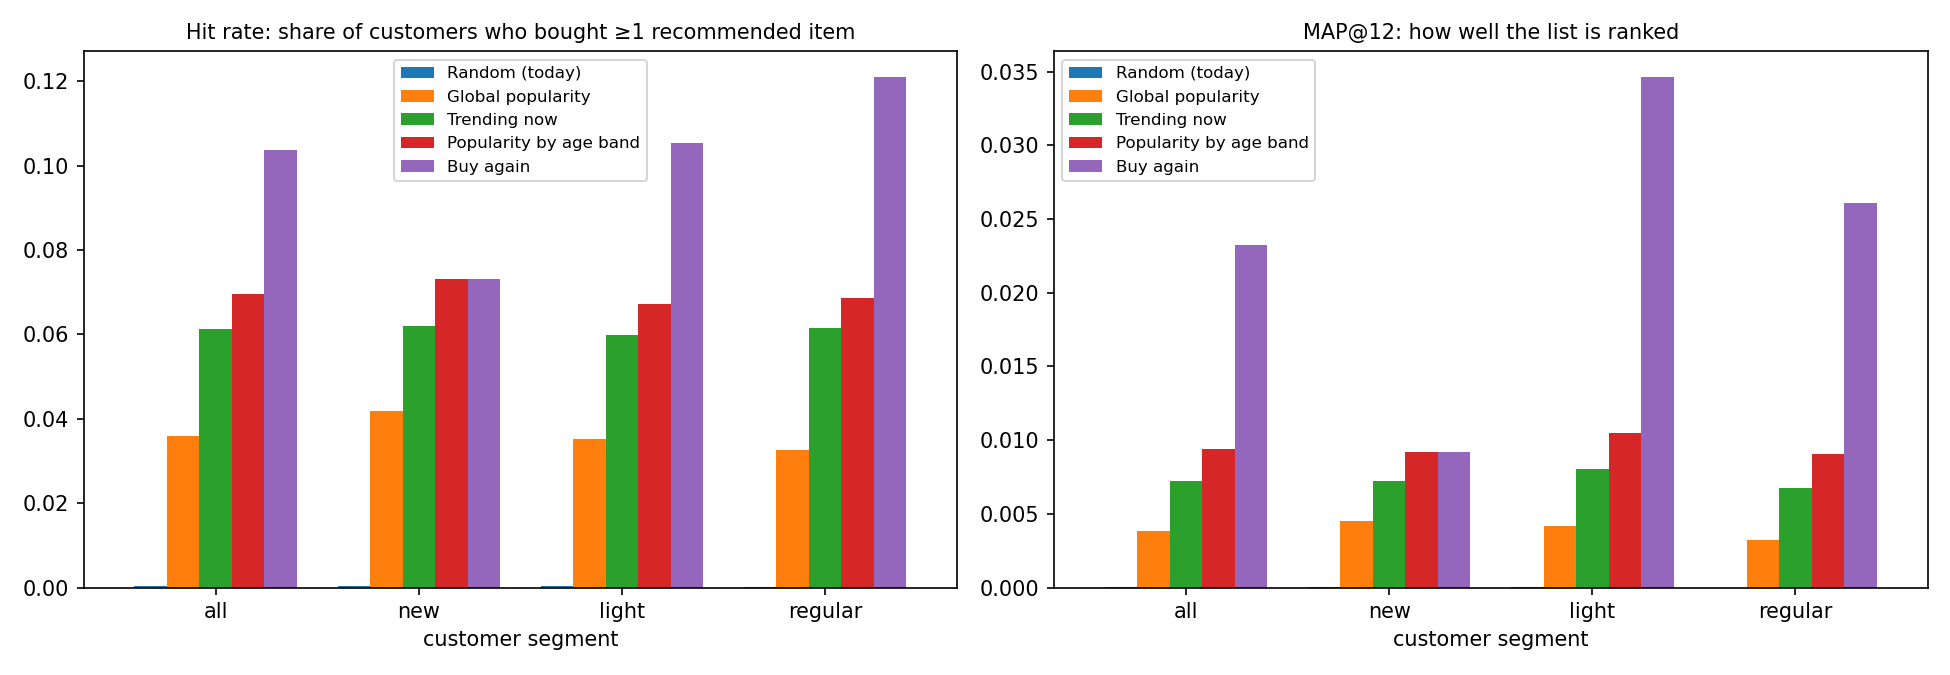 Hit rate: share of customers who bought ≥1 recommended item
0.12
0.10
0.08
0.06
0.04
0.02
0.00
Random (today)
Global popularity
Trending now
Popularity by age band
Buy again
all
new
light
regular
customer segment
MAP@12: how well the list is ranked
0.035
0.030
0.025
0.020
0.015
0.010
0.005
0.000
Random (today)
Global popularity
Trending now
Popularity by age band
Buy again
all
new
light
regular
customer segment